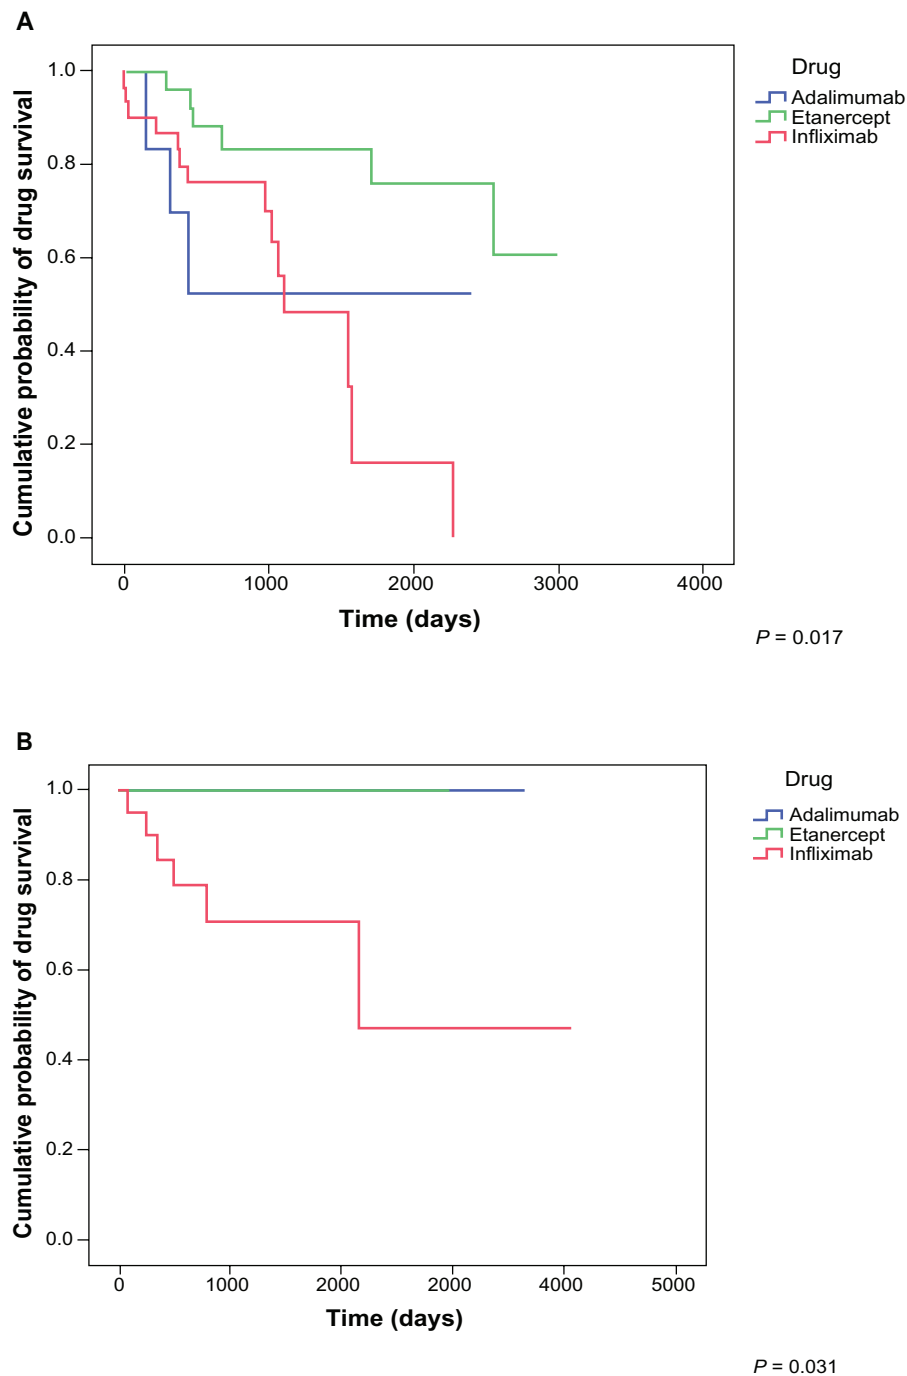 A
Cumulative probability of drug survival
1.0
0.8
0.6
0.4
0.2
0.0
0 1000 2000 3000 4000
Time (days)
Drug
Adalimumab
Etanercept
Infliximab
P = 0.017
B
Cumulative probability of drug survival
1.0
0.8
0.6
0.4
0.2
0.0
0 1000 2000 2000 4000 5000
Time (days)
Drug
Adalimumab
Etanercept
Infliximab
P = 0.031